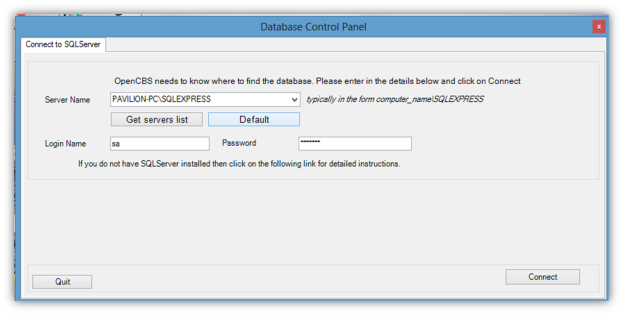 Database Control Panel
x
Connect to SQLServer
OpenCBS needs to know where to find the database. Please enter in the details below and click on Connect
Server Name PAVILION-PC\SQLEXPRESS typically in the form computer_name\SQLEXPRESS
Get servers list Default
Login Name sa Password *******
If you do not have SQLServer installed then click on the following link for detailed instructions.
Quit Connect